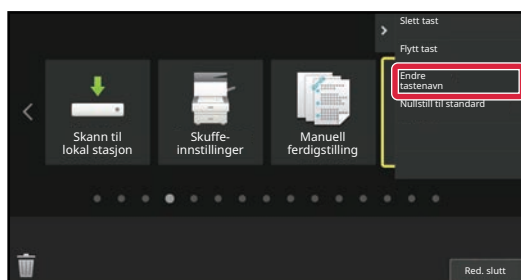 Slett tast
Flytt tast
Endre
tastenavn
Nullstill til standard
Skann til
lokal stasjon
Skuffe-
innstillinger
Manuell
ferdigstilling
Red. slutt